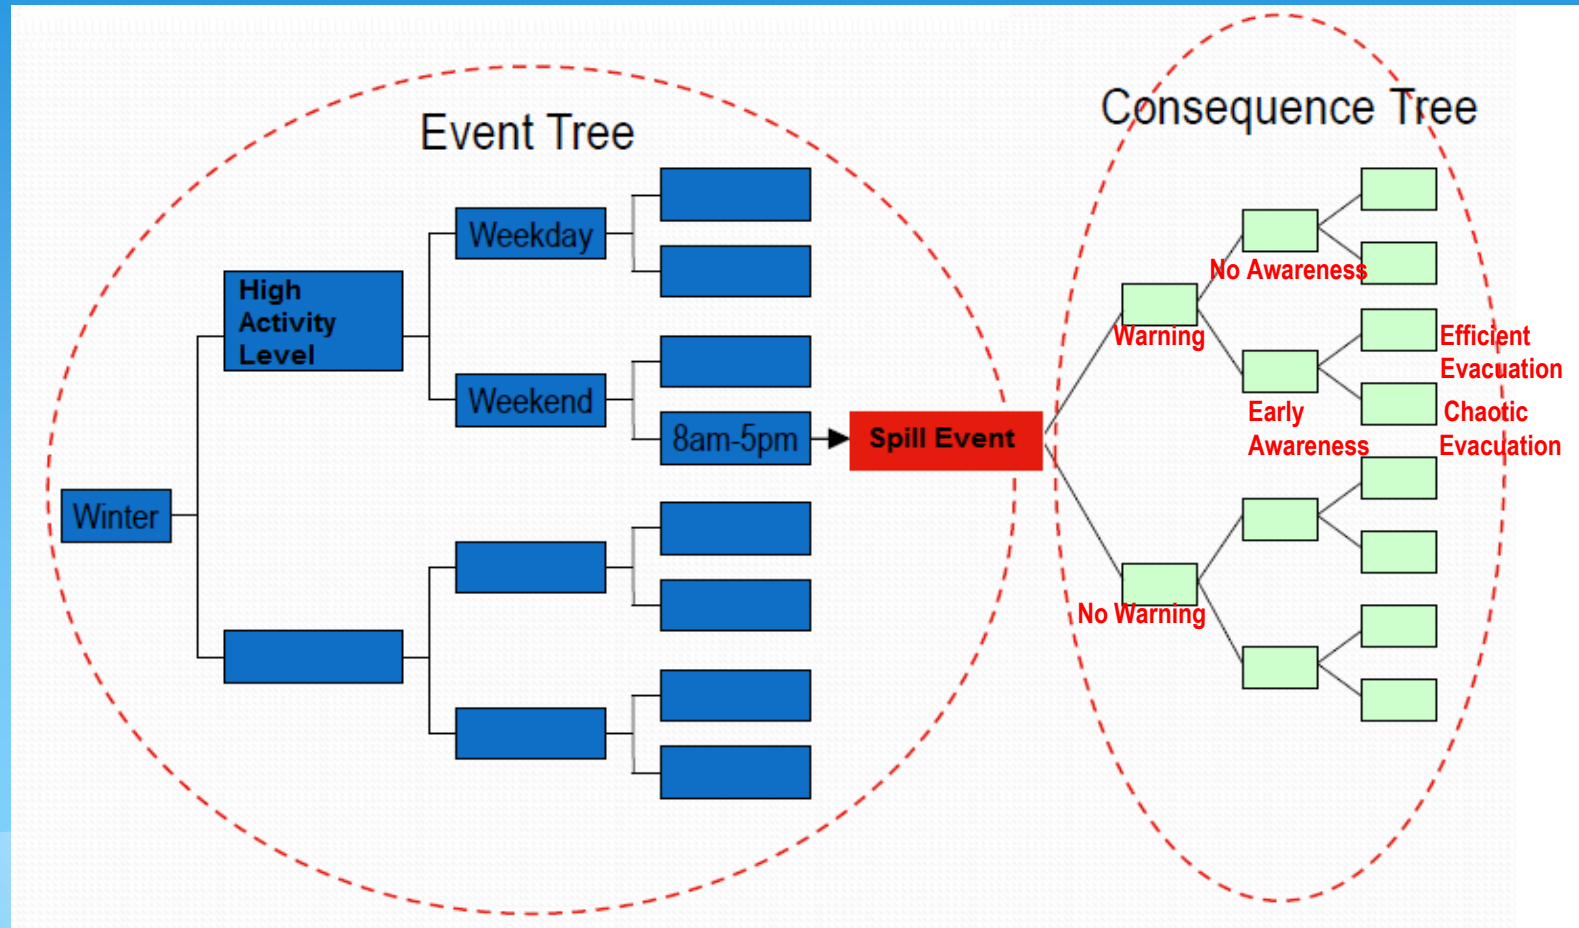 Event Tree
Consequence Tree
Weekday
High
Activity
Level
Weekend
8am-5pm
Spill Event
Winter
No Awareness
Warning
Efficient
Evacuation
Early
Awareness
Chaotic
Evacuation
No Warning